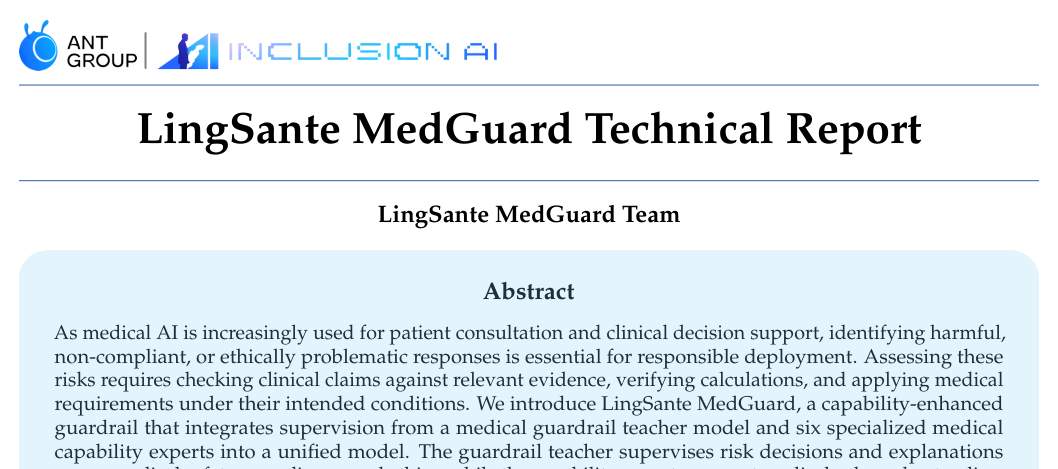 ANT
GROUP
INCLUSION AI
LingSante MedGuard Technical Report
LingSante MedGuard Team
Abstract
As medical AI is increasingly used for patient consultation and clinical decision support, identifying harmful,
non-compliant, or ethically problematic responses is essential for responsible deployment. Assessing these
risks requires checking clinical claims against relevant evidence, verifying calculations, and applying medical
requirements under their intended conditions. We introduce LingSante MedGuard, a capability-enhanced
guardrail that integrates supervision from a medical guardrail teacher model and six specialized medical
capability experts into a unified model. The guardrail teacher supervises risk decisions and explanations